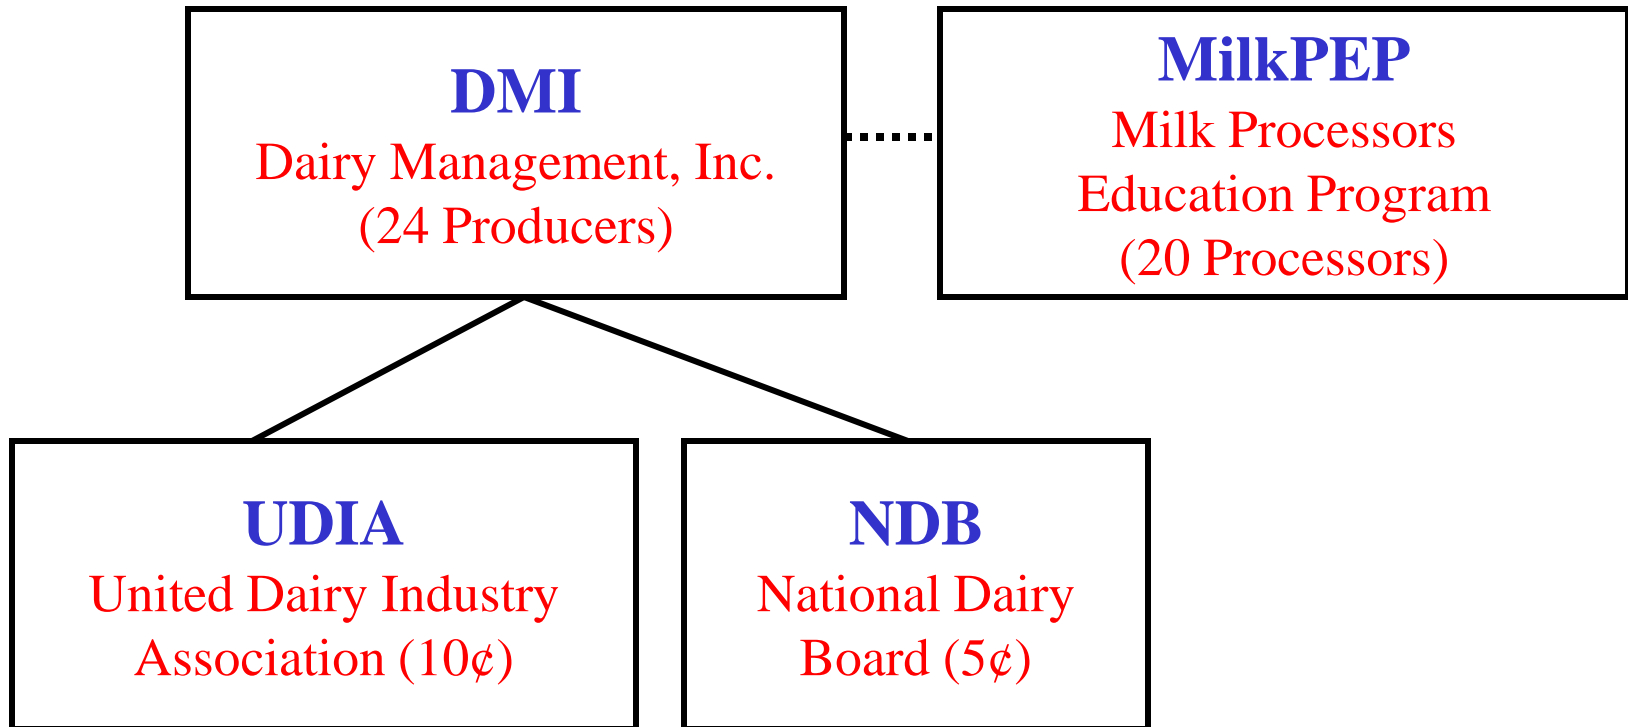 DMI
Dairy Management, Inc.
(24 Producers)
MilkPEP
Milk Processors
Education Program
(20 Processors)
UDIA
United Dairy Industry
Association (10¢)
NDB
National Dairy
Board (5¢)